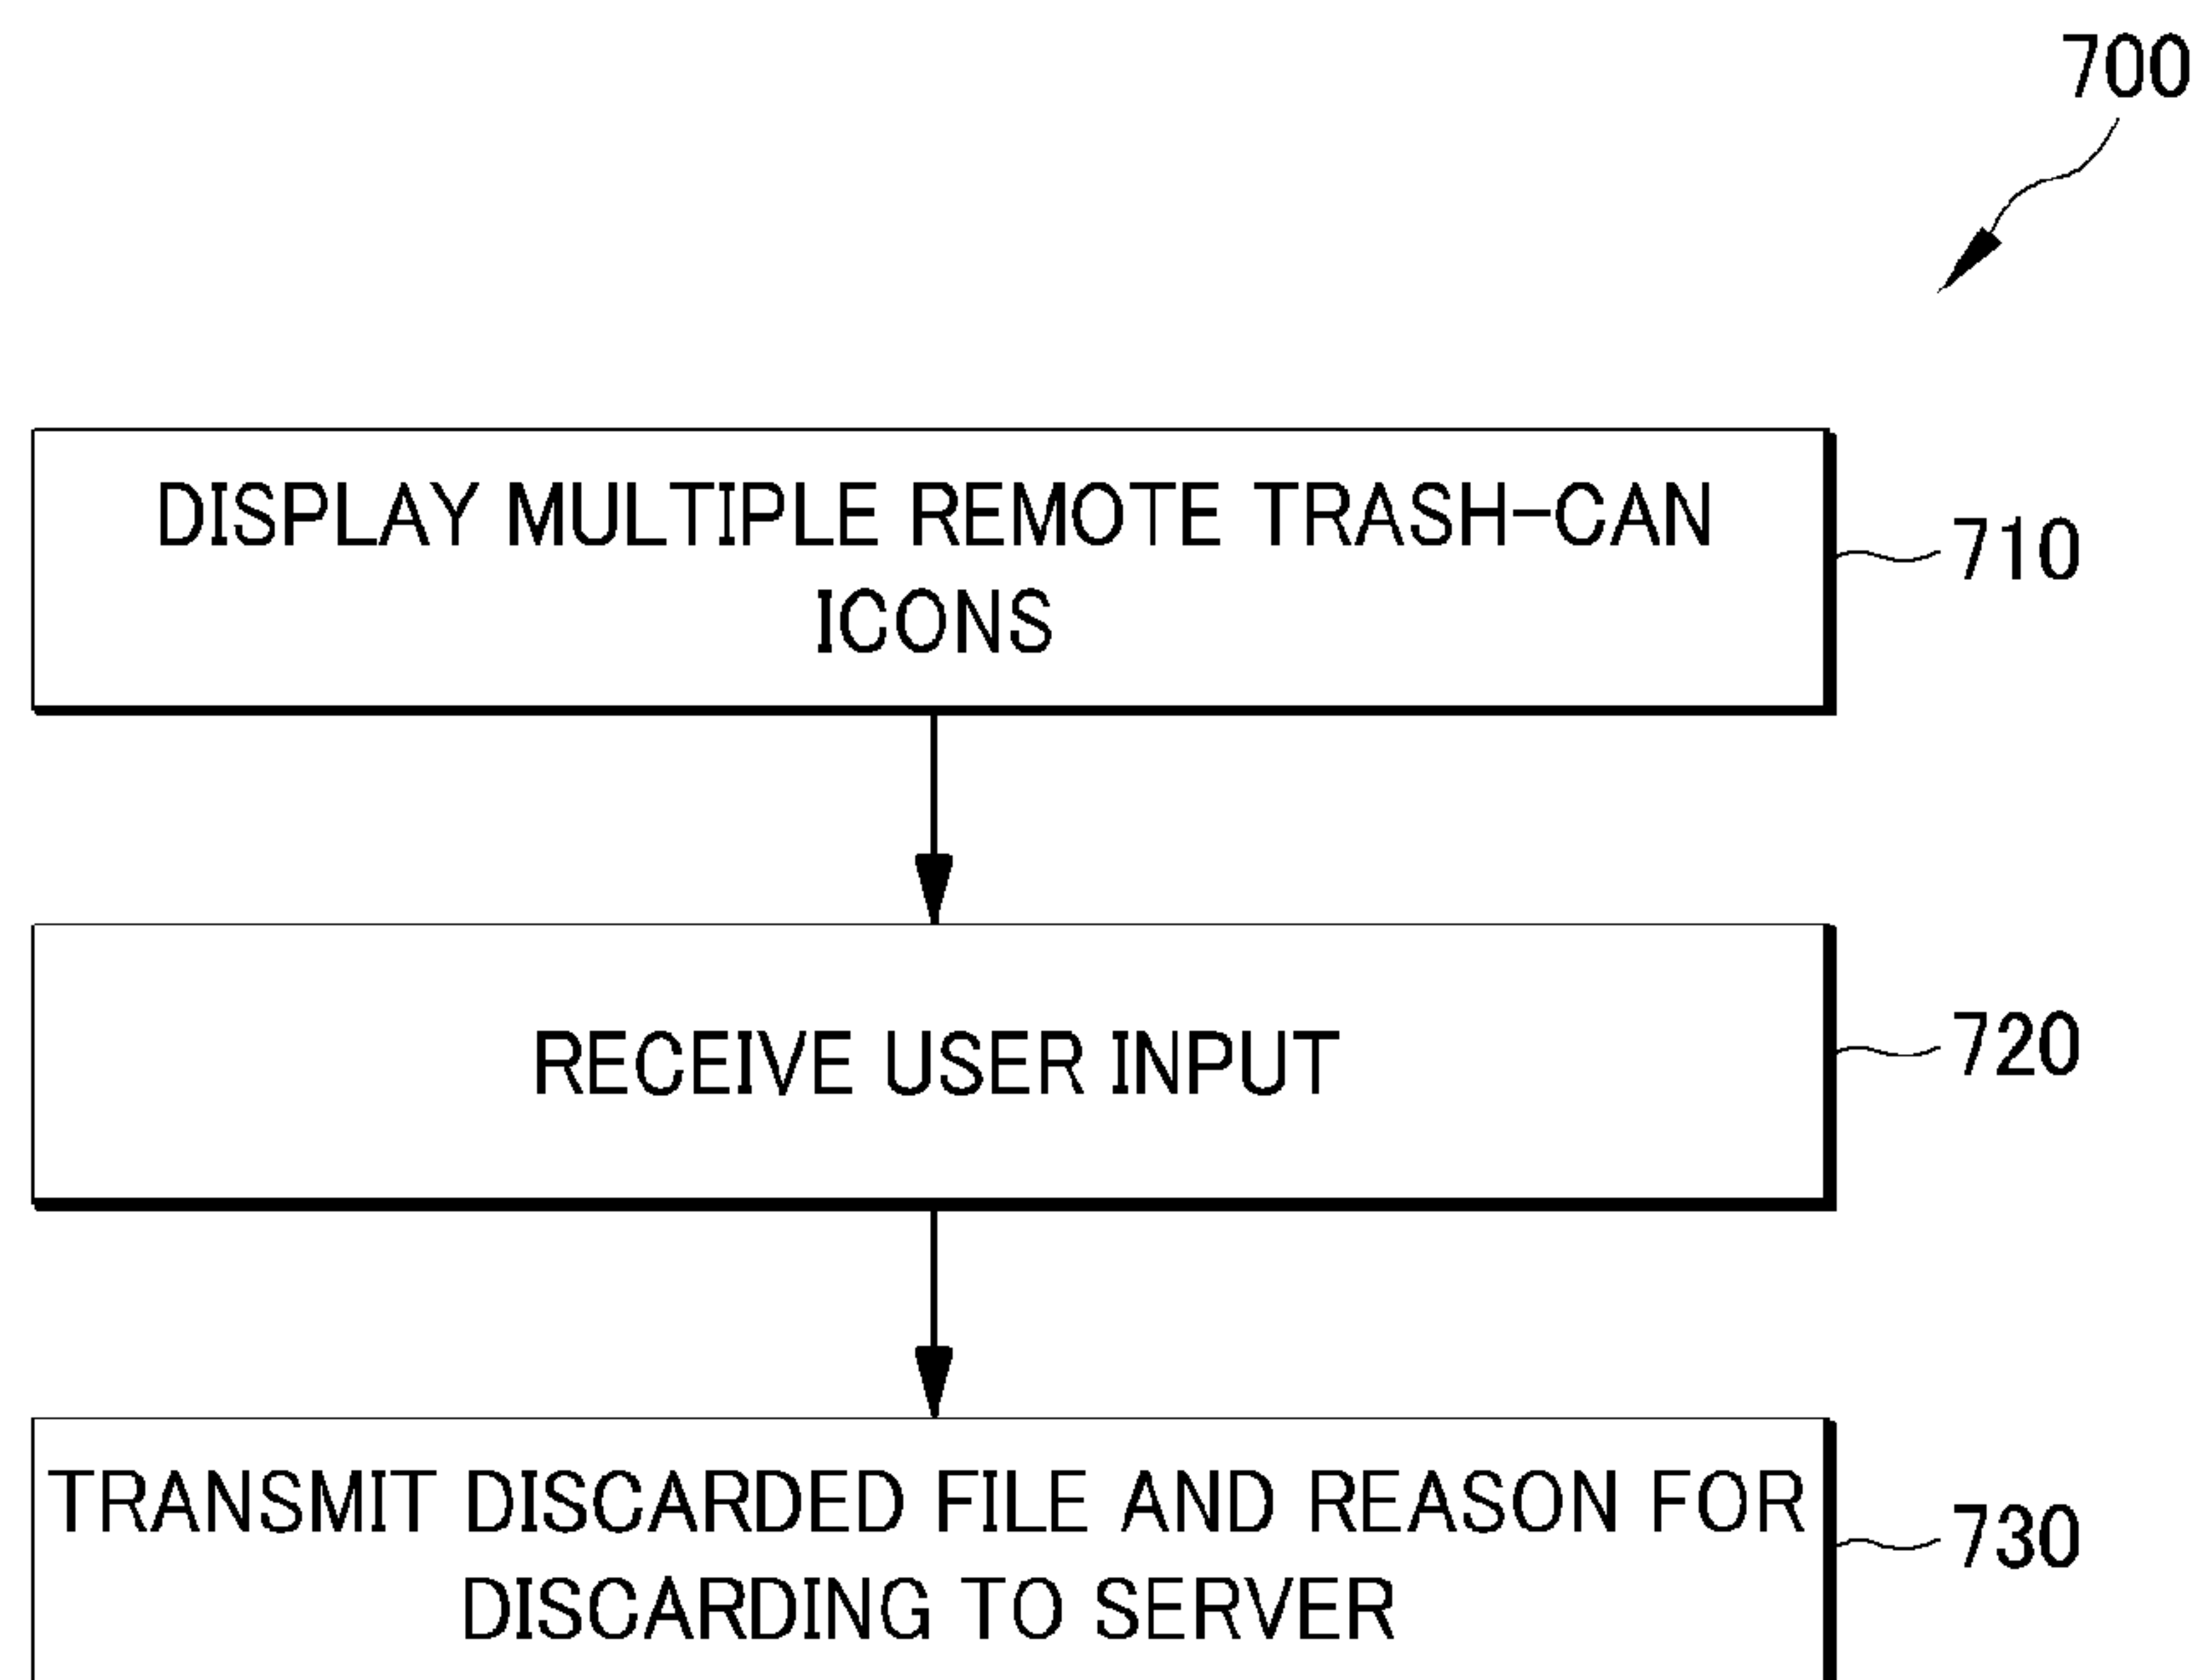 700
DISPLAY MULTIPLE REMOTE TRASH-CAN
ICONS
710
RECEIVE USER INPUT
720
TRANSMIT DISCARDED FILE AND REASON FOR
DISCARDING TO SERVER
730